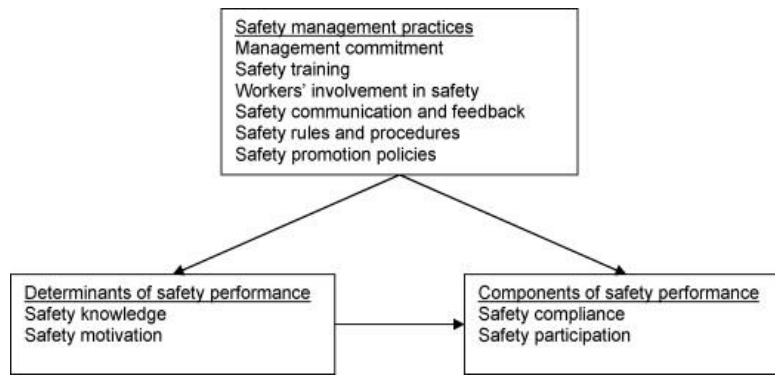 Safety management practices
Management commitment
Safety training
Workers' involvement in safety
Safety communication and feedback
Safety rules and procedures
Safety promotion policies
Determinants of safety performance
Safety knowledge
Safety motivation
Components of safety performance
Safety compliance
Safety participation